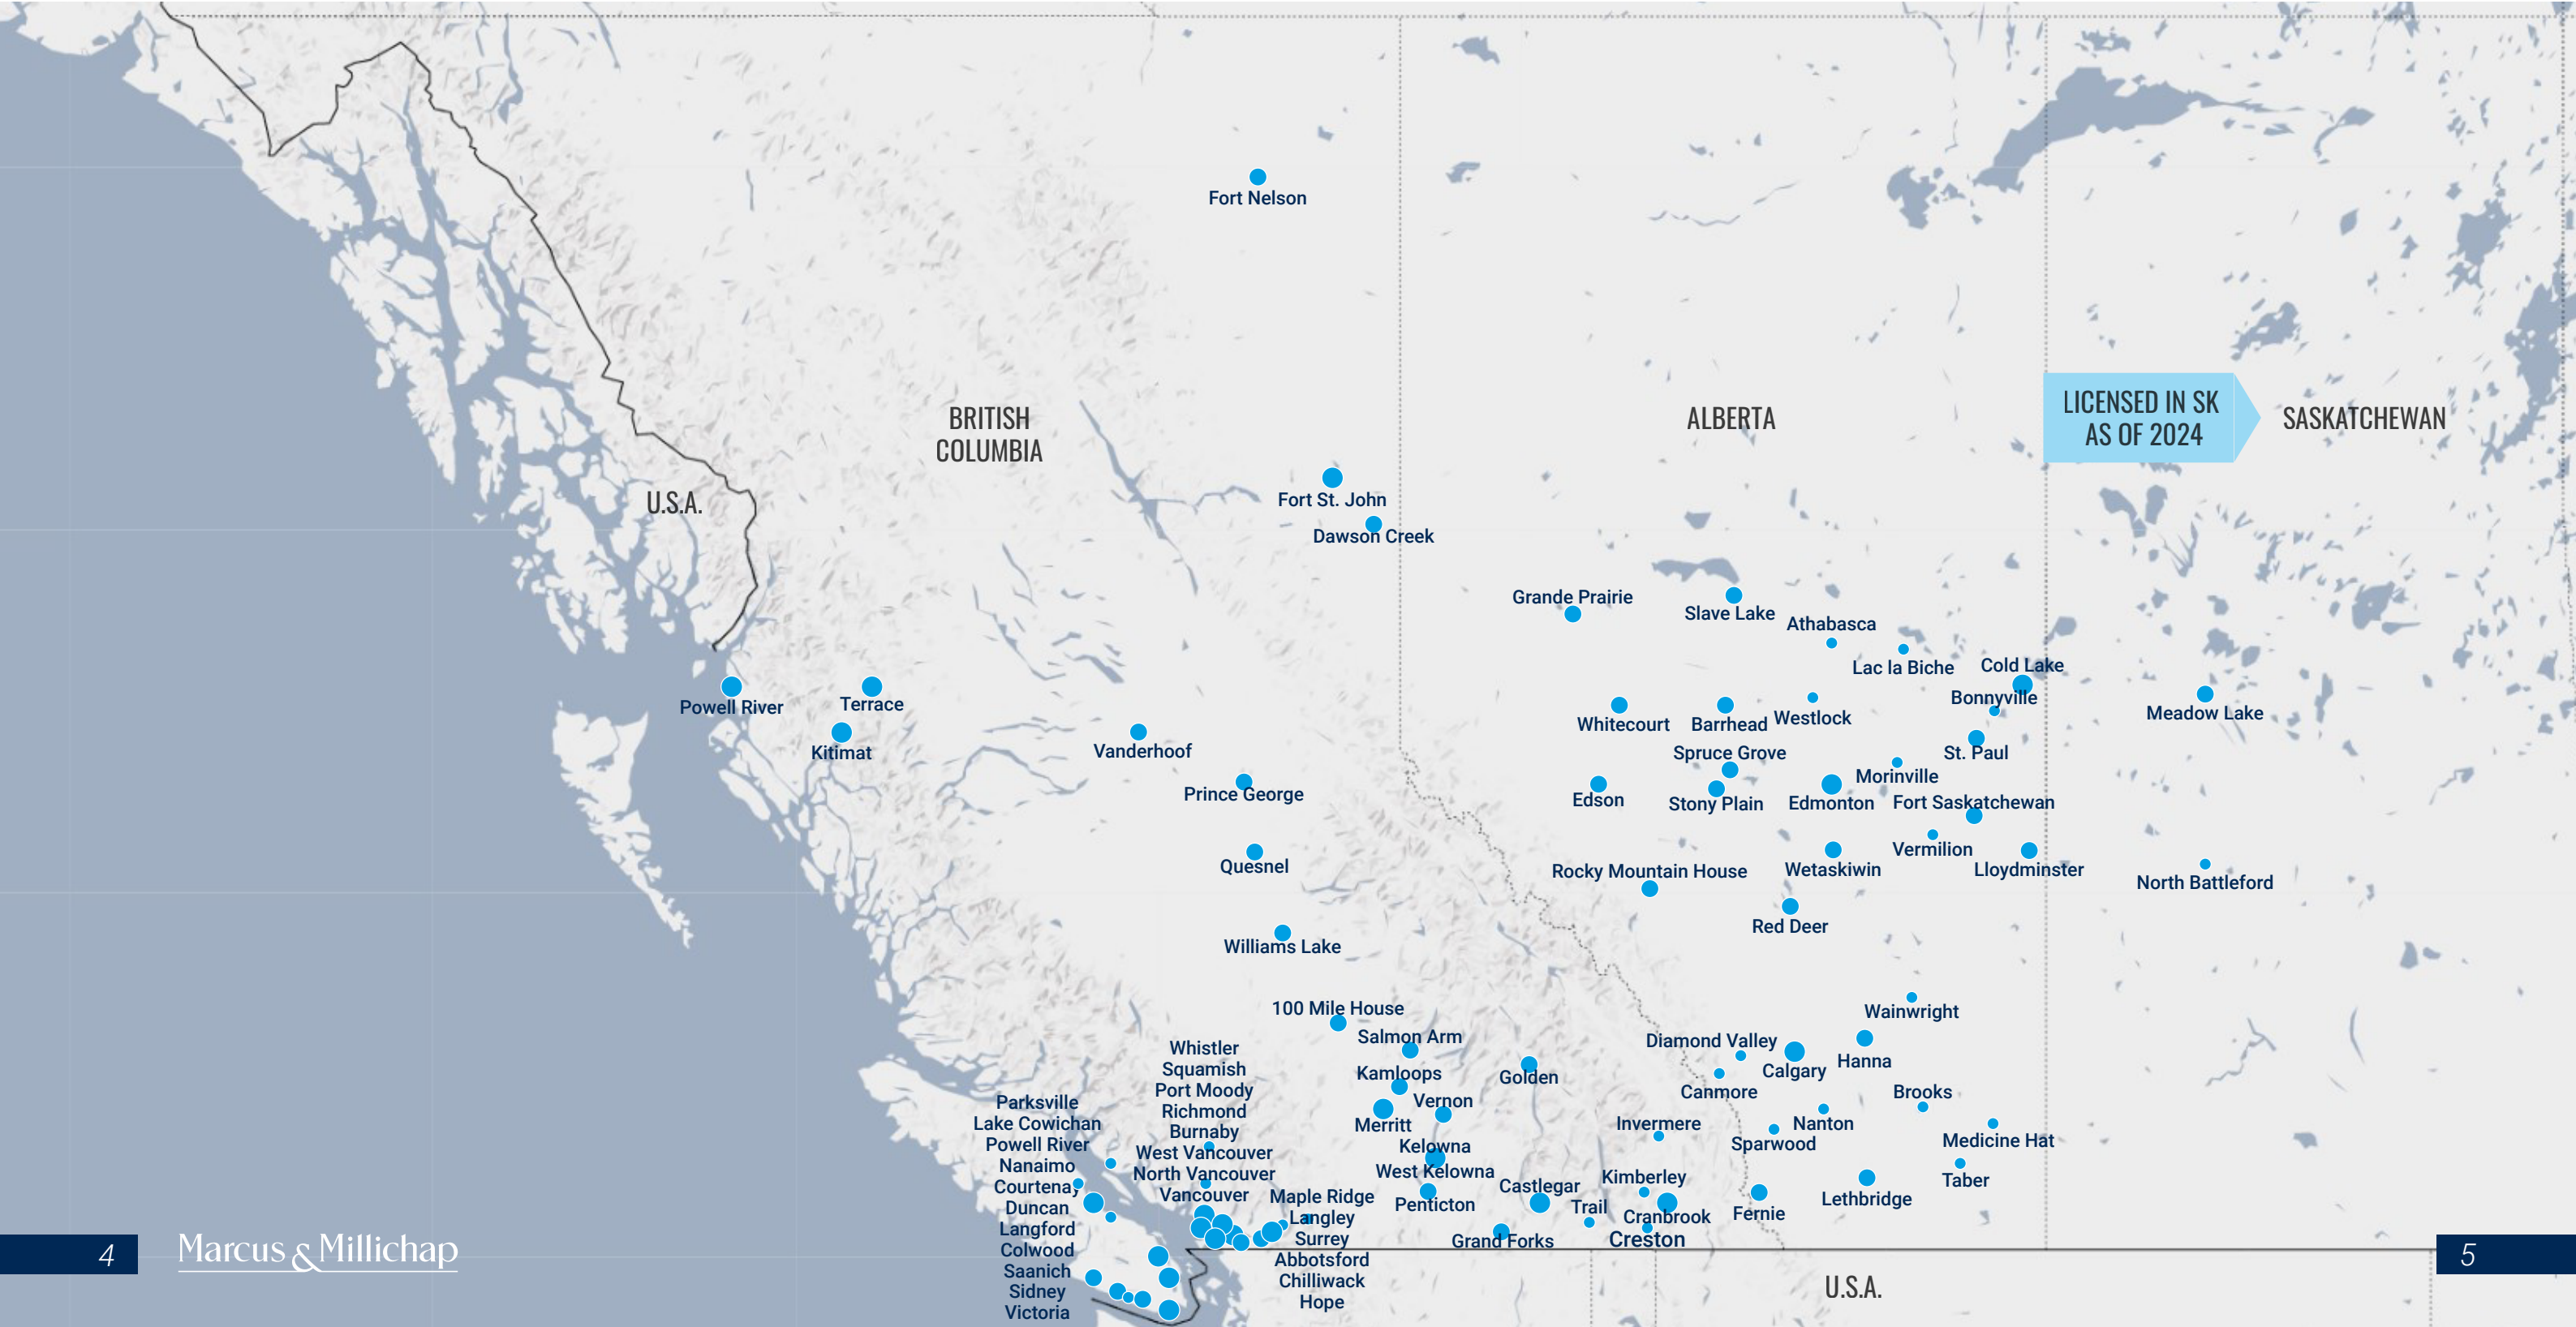 Fort Nelson
BRITISH
COLUMBIA
ALBERTA
LICENSED IN SK
AS OF 2024
SASKATCHEWAN
U.S.A.
Fort St. John
Dawson Creek
Grande Prairie
Slave Lake
Athabasca
Lac la Biche
Cold Lake
Bonnyville
Powell River
Terrace
Kitimat
Vanderhoof
Prince George
Quesnel
Williams Lake
Whitecourt
Barrhead
Westlock
Meadow Lake
Spruce Grove
St. Paul
Morinville
Edson
Stony Plain
Edmonton
Fort Saskatchewan
Vermilion
Rocky Mountain House
Wetaskiwin
Lloydminster
North Battleford
Red Deer
Wainwright
100 Mile House
Salmon Arm
Kamloops
Vernon
Merritt
Kelowna
West Kelowna
Penticton
Golden
Diamond Valley
Calgary
Hanna
Canmore
Brooks
Invermere
Nanton
Sparwood
Medicine Hat
Taber
Kimberley
Castlegar
Trail
Cranbrook
Fernie
Lethbridge
Grand Forks
Creston
Whistler
Squamish
Port Moody
Richmond
Burnaby
West Vancouver
North Vancouver
Vancouver
Parksville
Lake Cowichan
Powell River
Nanaimo
Courtenay
Duncan
Langford
Colwood
Saanich
Sidney
Victoria
Maple Ridge
Langley
Surrey
Abbotsford
Chilliwack
Hope
U.S.A.
4
Marcus & Millichap
5